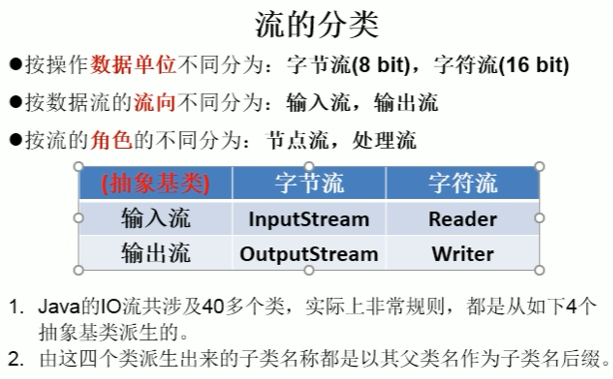 流的分类
●按操作数据单位不同分为：字节流(8 bit)，字符流(16 bit)
●按数据流的流向不同分为：输入流，输出流
●按流的角色的不同分为：节点流，处理流
(抽象基类) 字节流 字符流
输入流 InputStream Reader
输出流 OutputStream Writer
1. Java的IO流共涉及40多个类，实际上非常规则，都是从如下4个
抽象基类派生的。
2. 由这四个类派生出来的子类名称都是以其父类名作为子类名后缀。